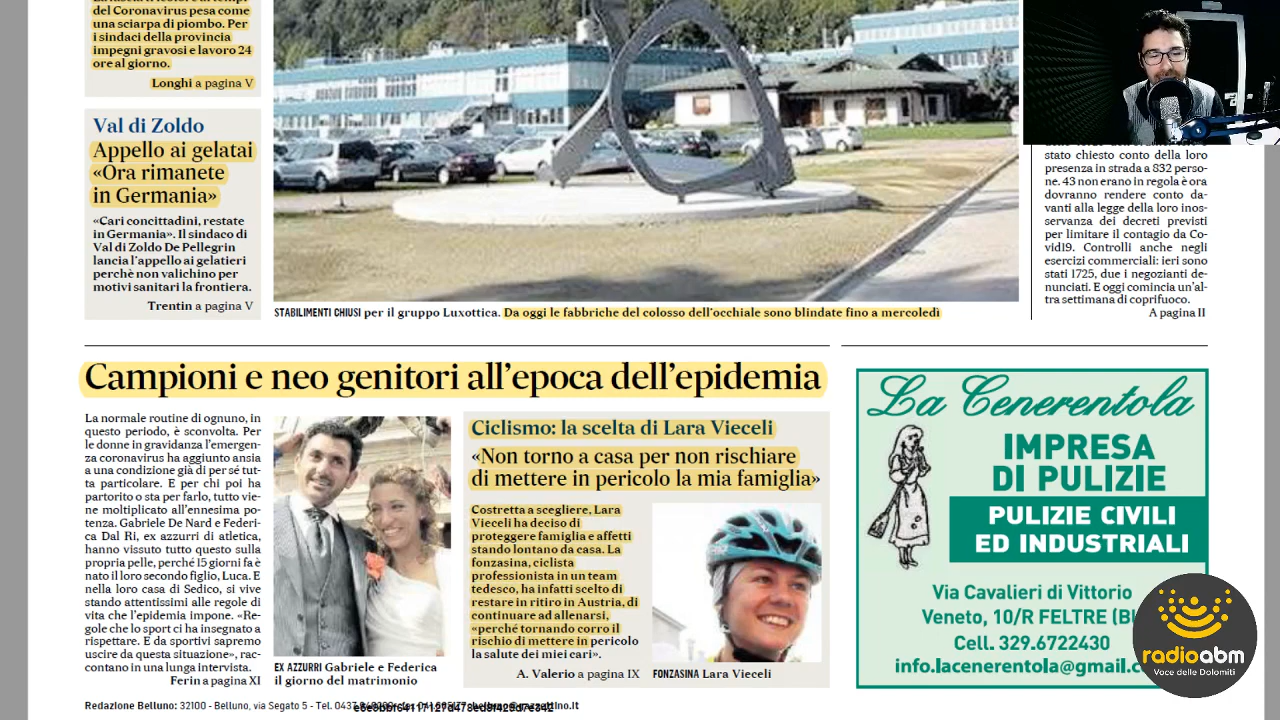 del Coronavirus pesa come
una sciarpa di piombo. Per
i sindaci della provincia
impegni gravosi e lavoro 24
ore al giorno.
Longhi a pagina V
Val di Zoldo
Appello ai gelatai
«Ora rimanete
in Germania»
«Cari concittadini, restate
in Germania». Il sindaco di
Val di Zoldo De Pellegrin
lancia l'appello ai gelatieri
perchè non valichino per
motivi sanitari la frontiera.
Trentin a pagina V
STABILIMENTI CHIUSI per il gruppo Luxottica. Da oggi le fabbriche del colosso dell'occhiale sono blindate fino a mercoledì
stato chiesto conto della loro
presenza in strada a 832 perso-
ne. 43 non erano in regola è ora
dovranno rendere conto da-
vanti alla legge della loro inos-
servanza dei decreti previsti
per limitare il contagio da Co-
vid19. Controlli anche negli
esercizi commerciali: ieri sono
stati 1725, due i negozianti de-
nunciati. E oggi comincia un'al-
tra settimana di coprifuoco.
A pagina II
Campioni e neo genitori all'epoca dell'epidemia
La normale routine di ognuno, in
questo periodo, è sconvolta. Per
le donne in gravidanza l'emergen-
za coronavirus ha aggiunto ansia
a una condizione già di per sé tut-
ta particolare. E per chi poi ha
partorito o sta per farlo, tutto vie-
ne moltiplicato all'ennesima po-
tenza. Gabriele De Nard e Federi-
ca Dal Ri, ex azzurri di atletica,
hanno vissuto tutto questo sulla
propria pelle, perché 15 giorni fa è
nato il loro secondo figlio, Luca. E
nella loro casa di Sedico, si vive
stando attentissimi alle regole di
vita che l'epidemia impone. «Re-
gole che lo sport ci ha insegnato a
rispettare. E da sportivi sapremo
uscire da questa situazione», rac-
contano in una lunga intervista.
Ferin a pagina XI
EX AZZURRI Gabriele e Federica
il giorno del matrimonio
Ciclismo: la scelta di Lara Vieceli
«Non torno a casa per non rischiare
di mettere in pericolo la mia famiglia»
Costretta a scegliere, Lara
Vieceli ha deciso di
proteggere famiglia e affetti
stando lontano da casa. La
fonzasina, ciclista
professionista in un team
tedesco, ha infatti scelto di
restare in ritiro in Austria, di
continuare ad allenarsi,
«perché tornando corro il
rischio di mettere in pericolo
la salute dei miei cari».
A. Valerio a pagina IX
FONZASINA Lara Vieceli
La Cenerentola
IMPRESA
DI PULIZIE
PULIZIE CIVILI
ED INDUSTRIALI
Via Cavalieri di Vittorio
Veneto, 10/R FELTRE
Cell. 329.6722430
info.lacenerentola@gmail.c
radioabm
Voce delle Dolomiti
Redazione Belluno: 32100 - Belluno, via Segato 5 - Tel.